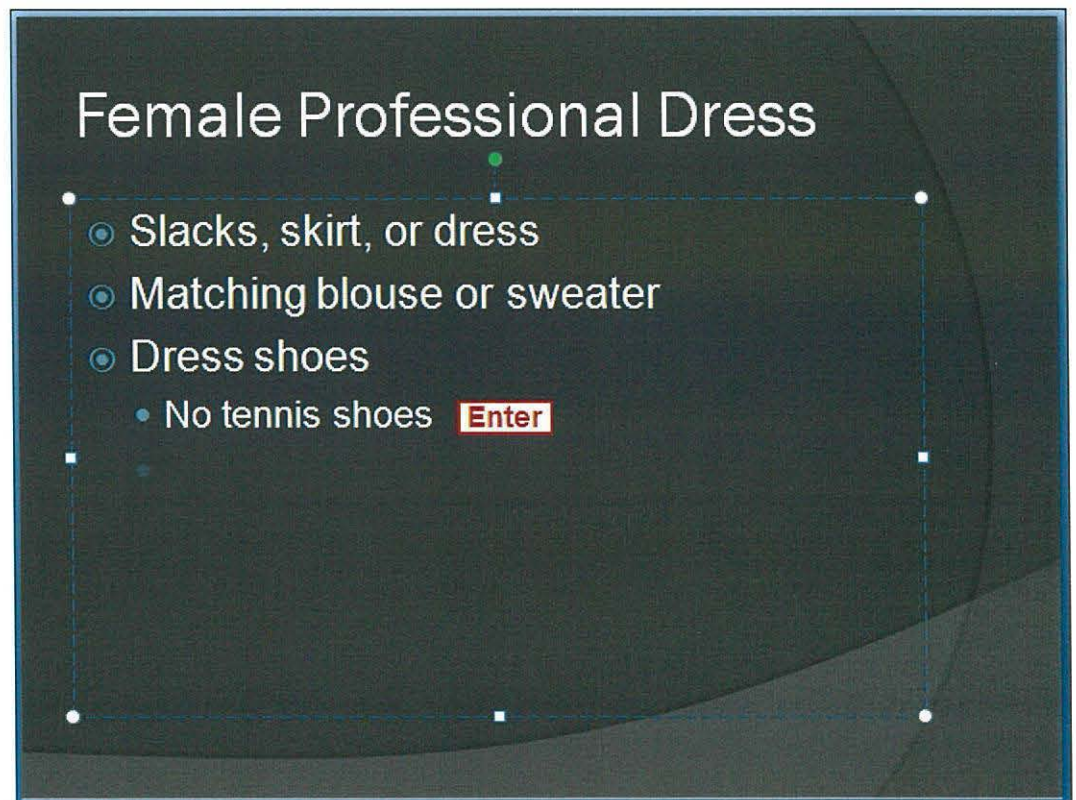 Female Professional Dress
Slacks, skirt, or dress
Matching blouse or sweater
Dress shoes
No tennis shoes Enter